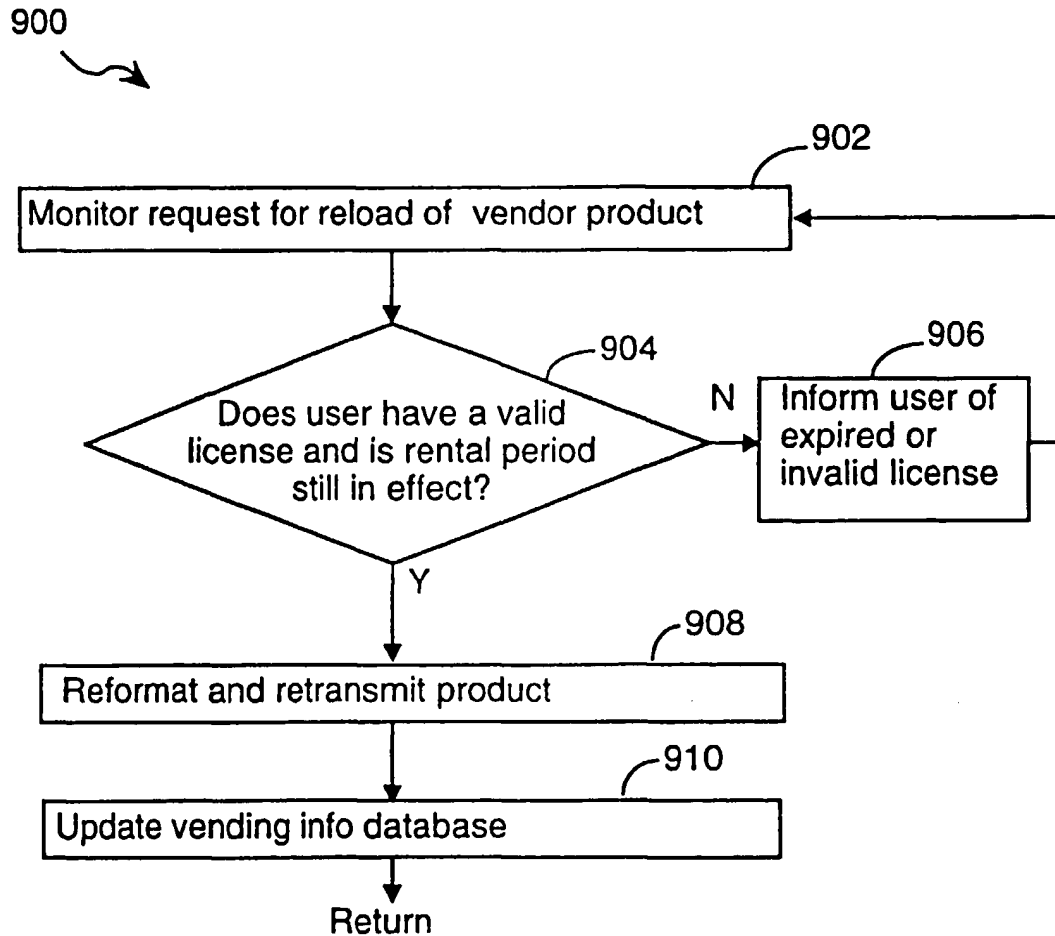 900
902
Monitor request for reload of vendor product
904
Does user have a valid
license and is rental period
still in effect?
N
906
Inform user of
expired or
invalid license
Y
908
Reformat and retransmit product
910
Update vending info database
Return